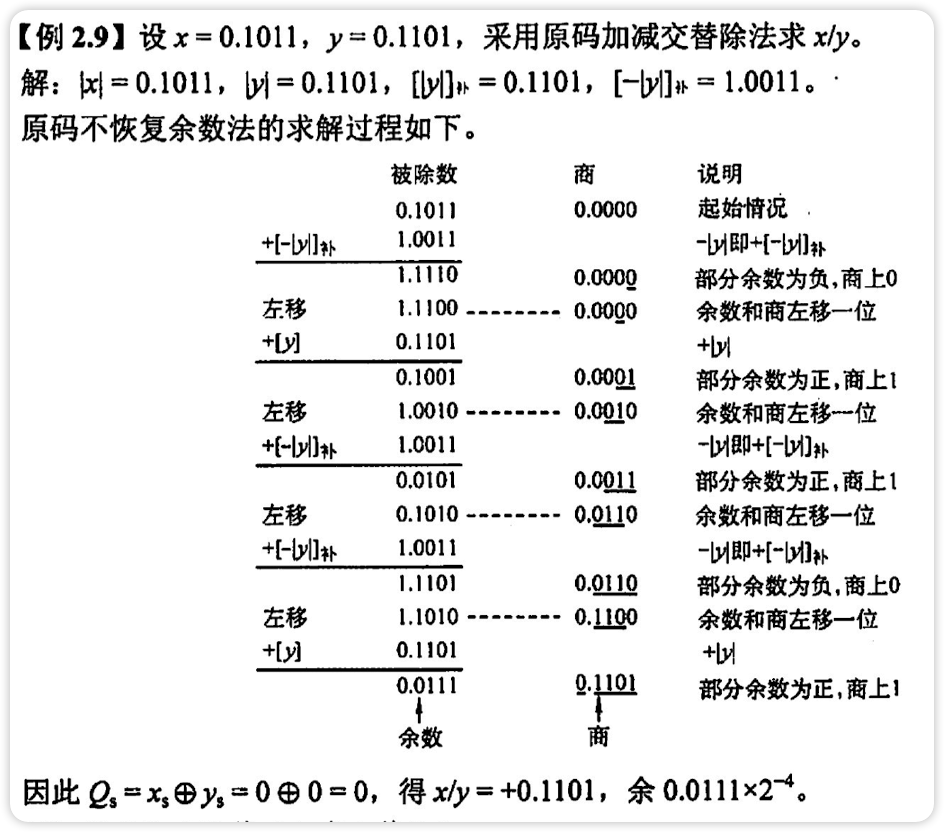 【例 2.9】设 x = 0.1011，y = 0.1101，采用原码加减交替除法求 x/y。
解：|x| = 0.1011，|y| = 0.1101，[|y|]补 = 0.1101，[−|y|]补 = 1.0011。
原码不恢复余数法的求解过程如下。
被除数 商 说明
0.1011 0.0000 起始情况
+[-|y|]补 1.0011 -|y|即+[-|y|]补
1.1110 0.0000 部分余数为负,商上0
左移 1.1100 -------- 0.0000 余数和商左移一位
+[y] 0.1101 +|y|
0.1001 0.0001 部分余数为正,商上1
左移 1.0010 -------- 0.0010 余数和商左移一位
+[-|y|]补 1.0011 -|y|即+[-|y|]补
0.0101 0.0011 部分余数为正,商上1
左移 0.1010 -------- 0.0110 余数和商左移一位
+[-|y|]补 1.0011 -|y|即+[-|y|]补
1.1101 0.0110 部分余数为负,商上0
左移 1.1010 -------- 0.1100 余数和商左移一位
+[y] 0.1101 +|y|
0.0111 0.1101 部分余数为正,商上1
余数 商
因此 Qs = xs⊕ys = 0⊕0 = 0，得 x/y = +0.1101，余 0.0111×2⁻⁴。